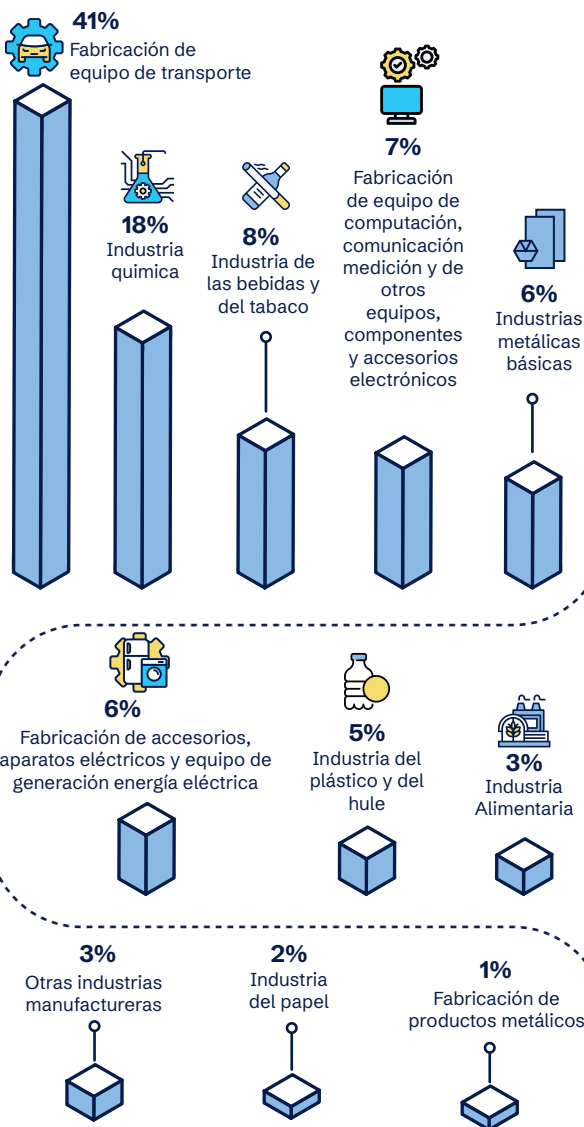 41%
Fabricación de
equipo de transporte
18%
Industria
quimica
8%
Industria de
las bebidas y
del tabaco
7%
Fabricación
de equipo de
computación,
comunicación
medición y de
otros
equipos,
componentes
y accesorios
electrónicos
6%
Industrias
metálicas
básicas
6%
Fabricación de accesorios,
aparatos eléctricos y equipo de
generación energía eléctrica
5%
Industria del
plástico y del
hule
3%
Industria
Alimentaria
3%
Otras industrias
manufactureras
2%
Industria
del papel
1%
Fabricación de
productos metálicos